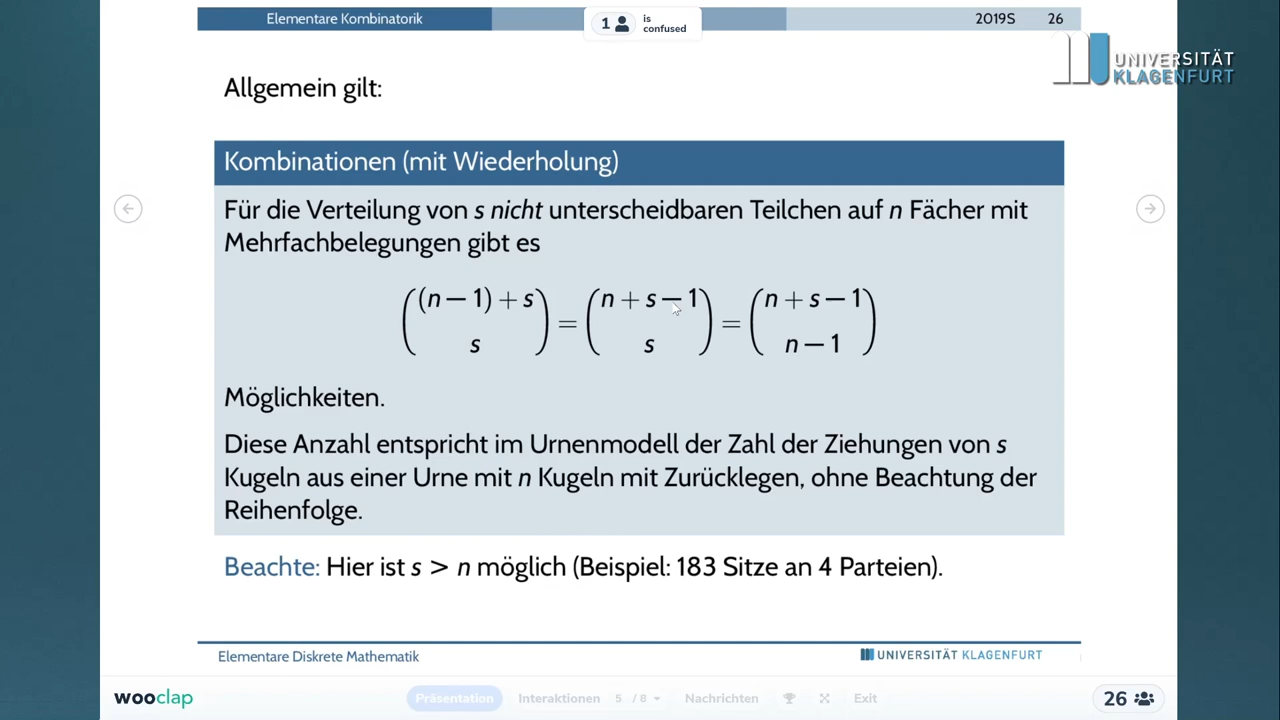 Elementare Kombinatorik
1 is confused
2019S 26
UNIVERSITÄT
KLAGENFURT
Allgemein gilt:
Kombinationen (mit Wiederholung)
Für die Verteilung von s nicht unterscheidbaren Teilchen auf n Fächer mit
Mehrfachbelegungen gibt es
((n − 1) + s) = (n + s − 1) = (n + s − 1)
s s n − 1
Möglichkeiten.
Diese Anzahl entspricht im Urnenmodell der Zahl der Ziehungen von s
Kugeln aus einer Urne mit n Kugeln mit Zurücklegen, ohne Beachtung der
Reihenfolge.
Beachte: Hier ist s > n möglich (Beispiel: 183 Sitze an 4 Parteien).
Elementare Diskrete Mathematik
UNIVERSITÄT KLAGENFURT
wooclap
Präsentation Interaktionen 5 / 8 Nachrichten Exit
26